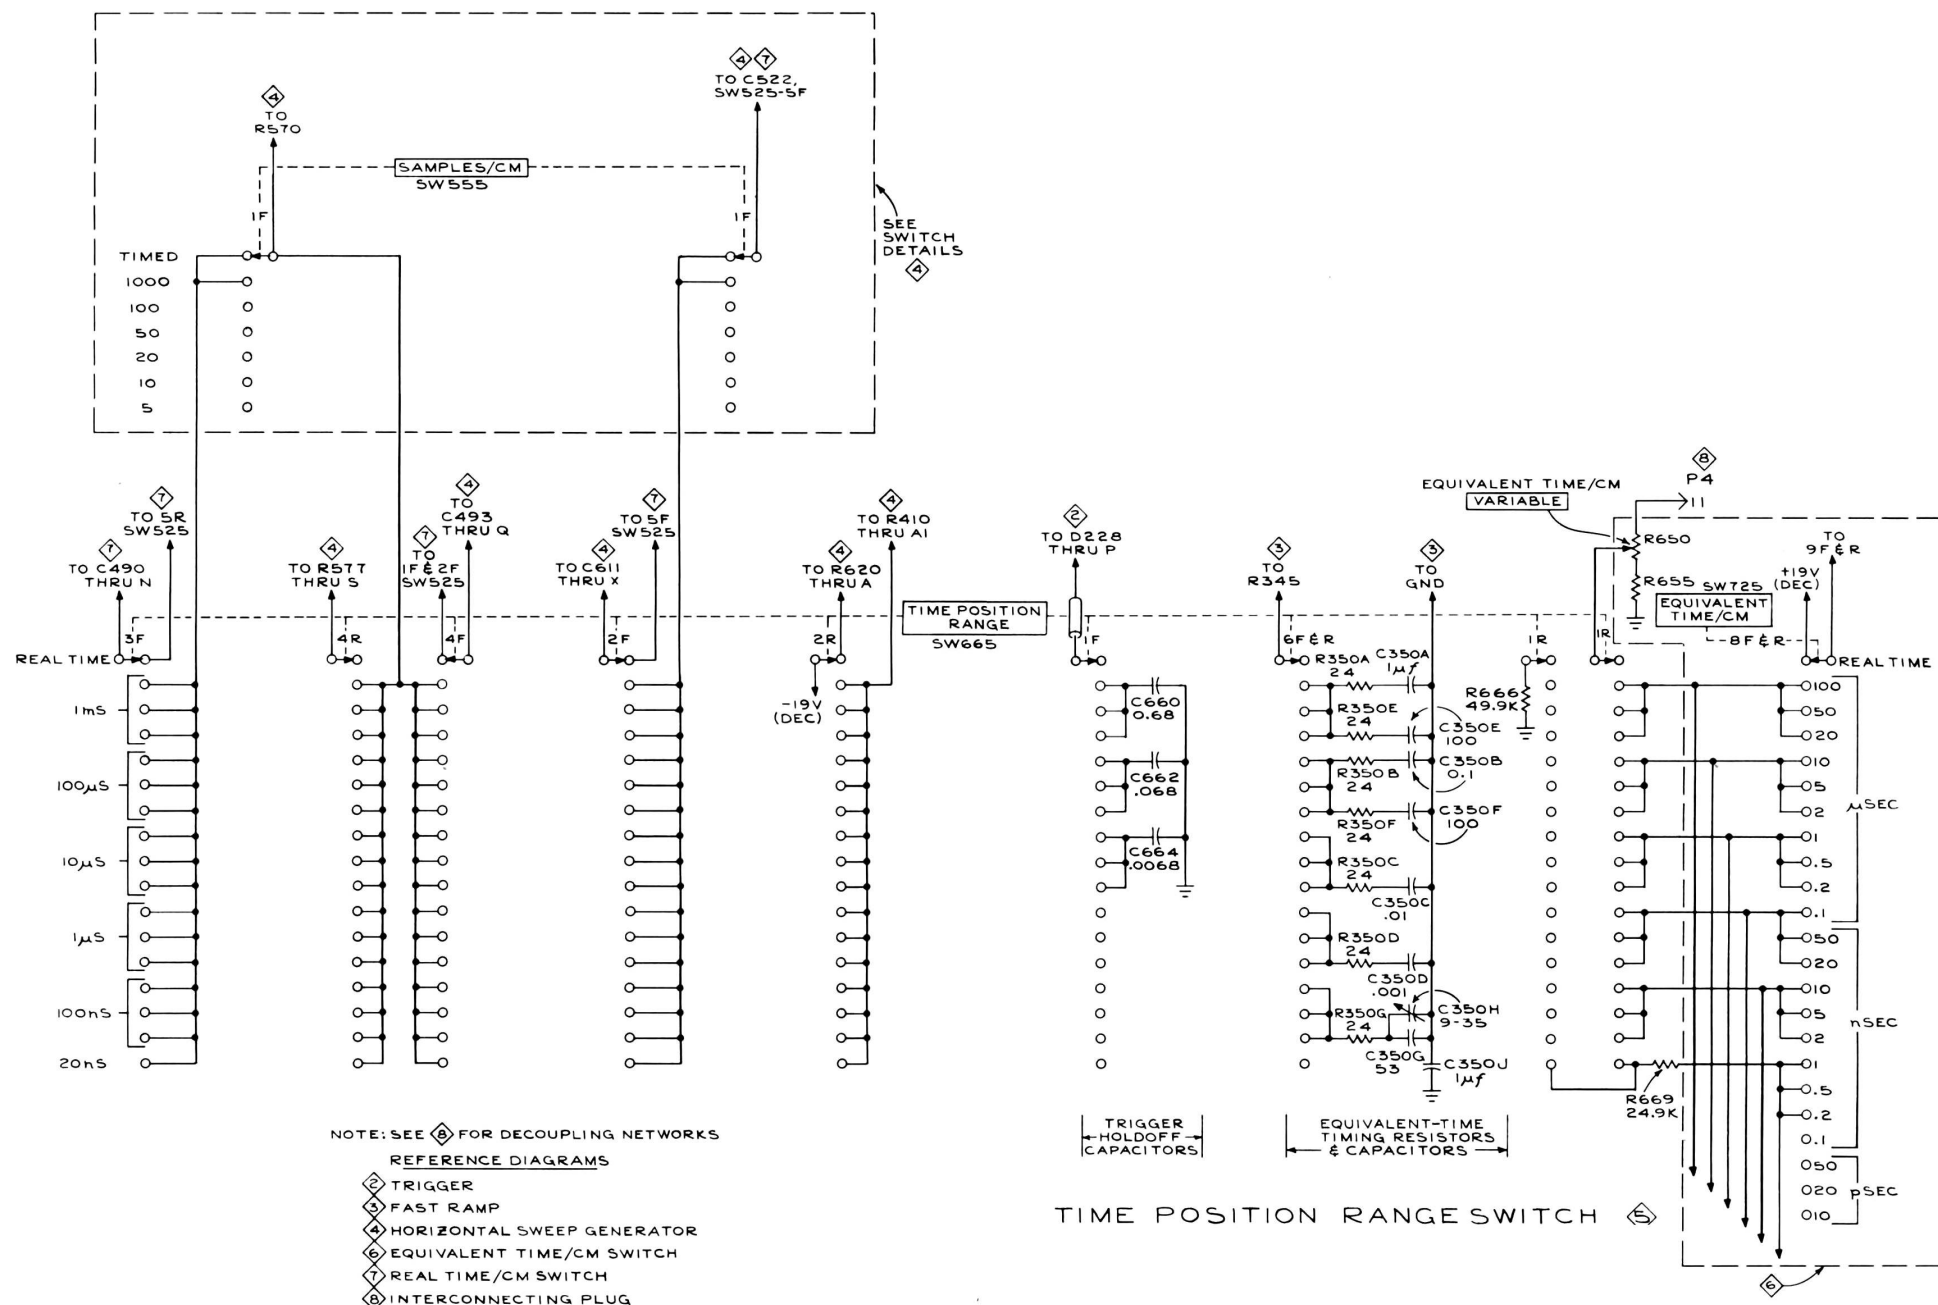 4
TO
R570
4 7
TO C522,
SW525-5F
SAMPLES/CM
SW555
1F
1F
TIMED
1000
100
50
20
10
5
SEE
SWITCH
DETAILS
4
7
TO C490
THRU N
7
TO 5R
SW525
4
TO R577
THRU S
7
TO
1F & 2F
SW525
4
TO
C493
THRU Q
4
TO C611
THRU X
7
TO 5F
SW525
4
TO R620
THRU A
4
TO R410
THRU AI
2
TO D228
THRU P
3
TO
R345
3
TO
GND
EQUIVALENT TIME/CM
VARIABLE
8
P4
11
R650
R655
SW725
EQUIVALENT
TIME/CM
8F & R
+19V
(DEC)
TO
9F & R
TIME POSITION
RANGE
SW665
3F
4R
4F
2F
2R
1F
6F & R
1R
1R
REAL TIME
1mS
100µS
10µS
1µS
100nS
20nS
-19V
(DEC)
C660
0.68
C662
.068
C664
.0068
R350A
24
C350A
1µf
R350E
24
C350E
100
R350B
24
C350B
0.1
R350F
24
C350F
100
R350C
24
C350C
.01
R350D
24
C350D
.001
R350G
24
C350H
9-35
C350G
53
C350J
1µf
R666
49.9K
R669
24.9K
REAL TIME
100
50
20
10
5
2
1
.5
.2
.1
µSEC
50
20
10
5
2
1
.5
.2
0.1
nSEC
50
20
10
pSEC
6
TRIGGER
HOLDOFF
CAPACITORS
EQUIVALENT-TIME
TIMING RESISTORS
& CAPACITORS
NOTE: SEE 8 FOR DECOUPLING NETWORKS
REFERENCE DIAGRAMS
2 TRIGGER
3 FAST RAMP
4 HORIZONTAL SWEEP GENERATOR
6 EQUIVALENT TIME/CM SWITCH
7 REAL TIME/CM SWITCH
8 INTERCONNECTING PLUG
TIME POSITION RANGE SWITCH 5